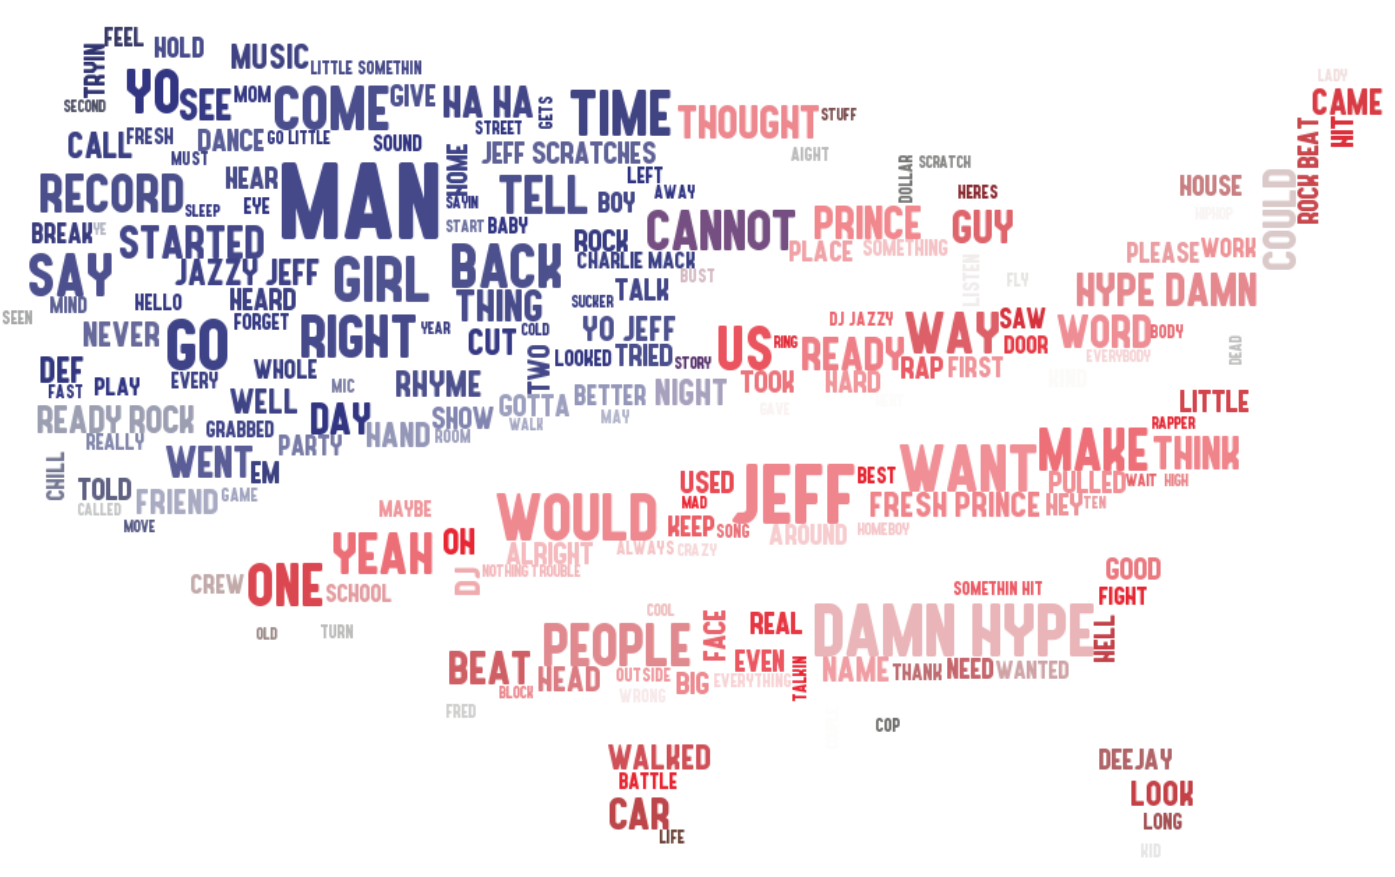 FEEL
TRYIN
HOLD
MUSIC
LITTLE SOMETHIN
LADY
SECOND
YO
SEE
MOM
COME
GIVE
HA HA
GETS
TIME
THOUGHT
STUFF
CAME
HIT
CALL
FRESH
MUST
DANCE
GO LITTLE
SOUND
STREET
HOME
JEFF SCRATCHES
AIGHT
DOLLAR
SCRATCH
ROCK BEAT
RECORD
SLEEP
HEAR
EYE
MAN
SAYIN
TELL
BOY
LEFT
AWAY
HERES
HOUSE
COULD
HIPHOP
BREAK
YE
STARTED
START
BABY
ROCK
CANNOT
PRINCE
GUY
PLACE
SOMETHING
PLEASE
WORK
SAY
JAZZY JEFF
GIRL
BACK
CHARLIE MACK
BUST
LISTEN
FLY
HYPE DAMN
MIND
HELLO
HEARD
THING
SUCKER
TALK
SEEN
NEVER
GO
FORGET
RIGHT
YEAR
CUT
COLD
YO JEFF
DJ JAZZY
WAY
SAW
DOOR
WORD
BODY
EVERYBODY
DEAD
DEF
FAST
PLAY
EVERY
WHOLE
MIC
RHYME
TWO
LOOKED
TRIED
STORY
US
RING
READY
RAP
FIRST
TOOK
HARD
KIND
READY ROCK
REALLY
WELL
GRABBED
DAY
PARTY
HAND
SHOW
ROOM
GOTTA
WALK
BETTER
NIGHT
MAY
GAVE
LITTLE
RAPPER
CHILL
TOLD
CALLED
WENT
EM
FRIEND
GAME
MOVE
USED
MAD
JEFF
BEST
WANT
MAKE
THINK
PULLED
WAIT
HIGH
MAYBE
WOULD
KEEP
SONG
FRESH PRINCE
HEY
TEN
YEAH
OH
ALRIGHT
ALWAYS
CRAZY
AROUND
HOMEBOY
CREW
ONE
SCHOOL
DJ
NOTHING
TROUBLE
GOOD
SOMETHIN HIT
FIGHT
OLD
TURN
COOL
PEOPLE
FACE
REAL
DAMN HYPE
HELL
BEAT
BLOCK
HEAD
OUTSIDE
WRONG
BIG
EVEN
EVERYTHING
TALKIN
NAME
THANK
NEED
WANTED
FRED
COP
WALKED
BATTLE
CAR
LIFE
DEEJAY
LOOK
LONG
KID